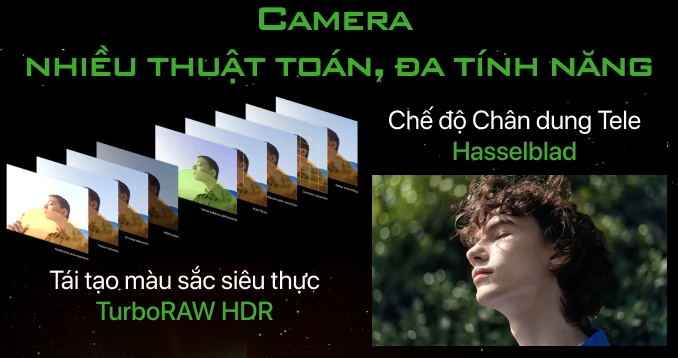 CAMERA
NHIỀU THUẬT TOÁN, ĐA TÍNH NĂNG
Chế độ Chân dung Tele
Hasselblad
Tái tạo màu sắc siêu thực
TurboRAW HDR